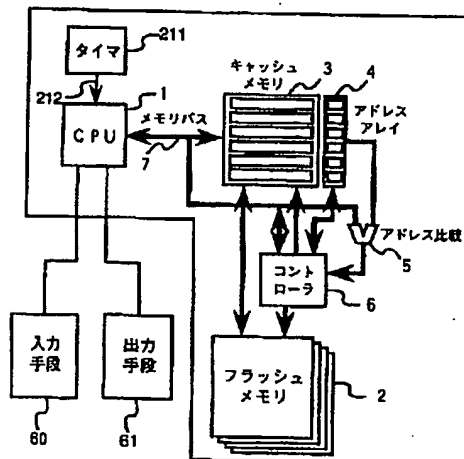 タイマ
211
212
1
CPU
メモリバス
7
キャッシュ
メモリ
3
4
アドレス
アレイ
アドレス比較
5
コント
ローラ
6
入力
手段
60
出力
手段
61
フラッシュ
メモリ
2